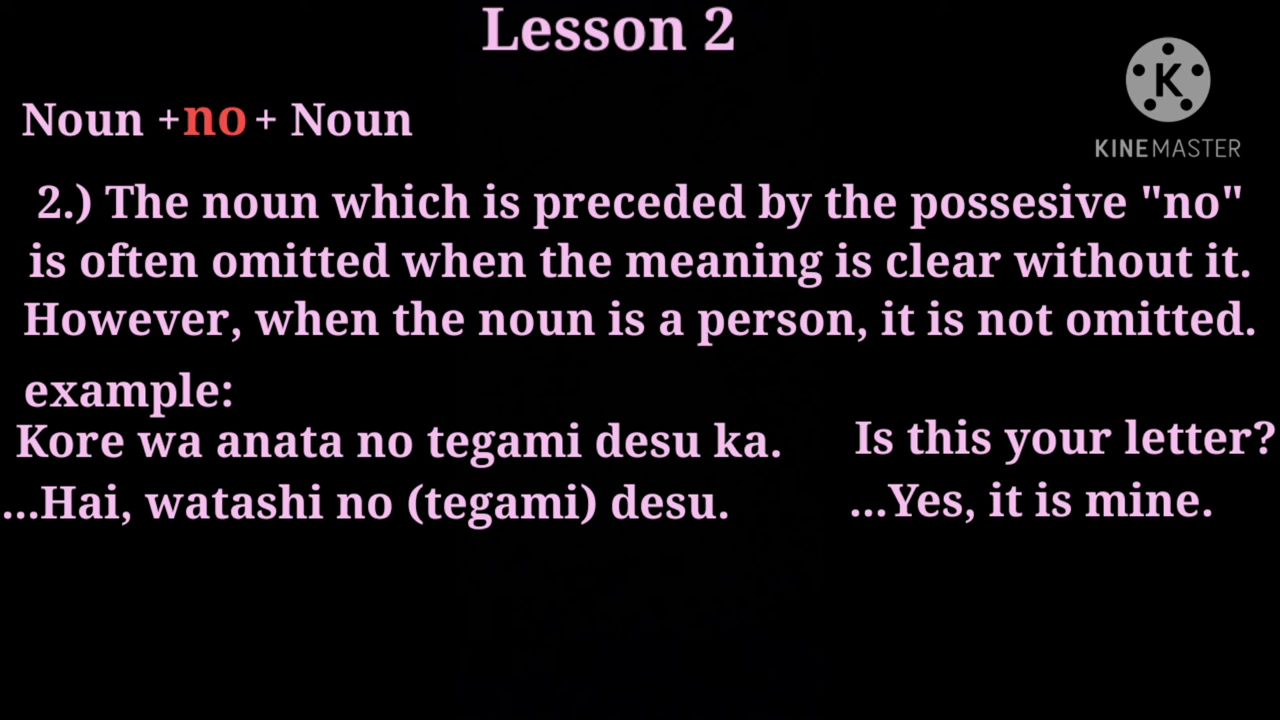 Lesson 2
K
KINEMASTER
Noun +no+ Noun
2.) The noun which is preceded by the possesive "no"
is often omitted when the meaning is clear without it.
However, when the noun is a person, it is not omitted.
example:
Kore wa anata no tegami desu ka. Is this your letter?
...Hai, watashi no (tegami) desu. ...Yes, it is mine.